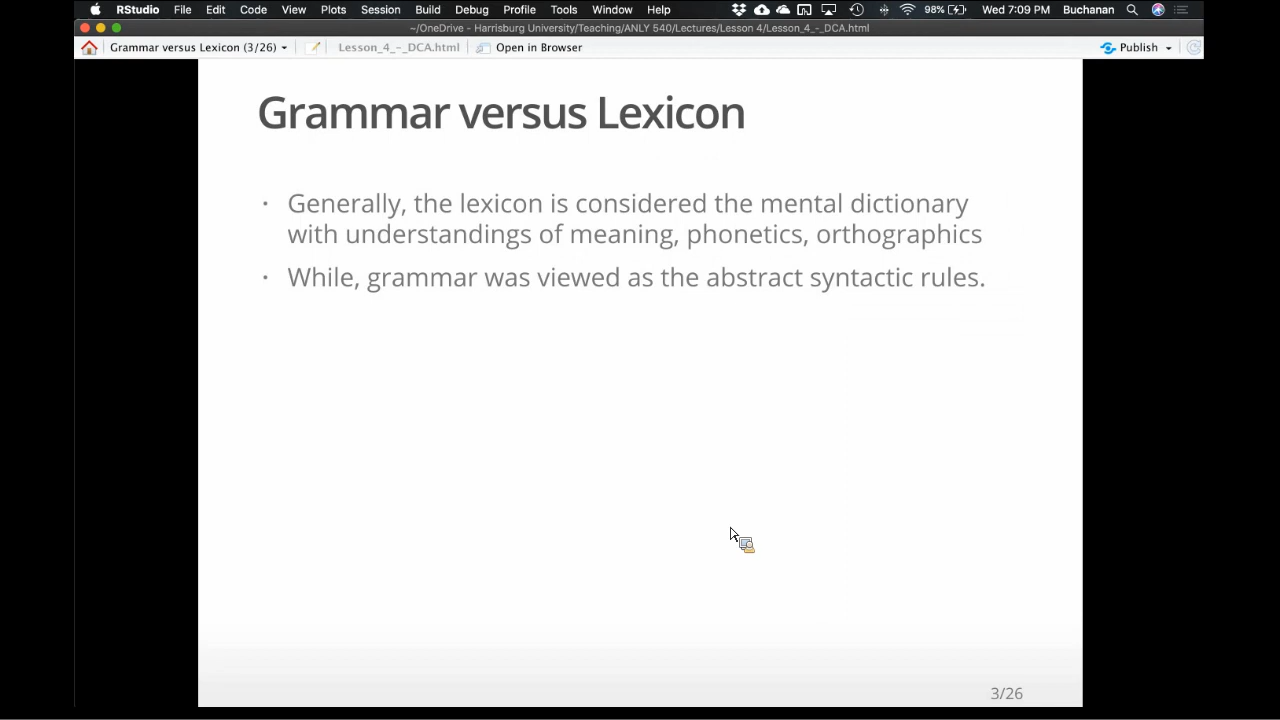 RStudio File Edit Code View Plots Session Build Debug Profile Tools Window Help 98% Wed 7:09 PM Buchanan
~/OneDrive - Harrisburg University/Teaching/ANLY 540/Lectures/Lesson 4/Lesson_4_-_DCA.html
Grammar versus Lexicon (3/26) Lesson_4_-_DCA.html Open in Browser Publish
Grammar versus Lexicon
• Generally, the lexicon is considered the mental dictionary
with understandings of meaning, phonetics, orthographics
• While, grammar was viewed as the abstract syntactic rules.
3/26